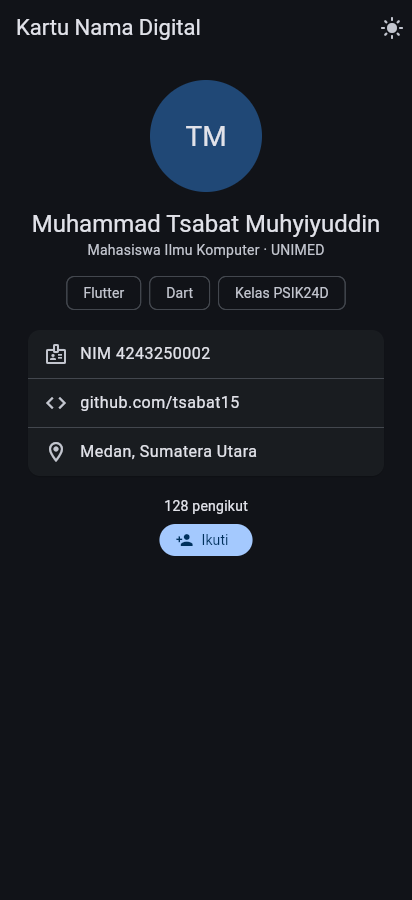 Kartu Nama Digital
TM
Muhammad Tsabat Muhyiyuddin
Mahasiswa Ilmu Komputer · UNIMED
Flutter Dart Kelas PSIK24D
NIM 4243250002
github.com/tsabat15
Medan, Sumatera Utara
128 pengikut
Ikuti